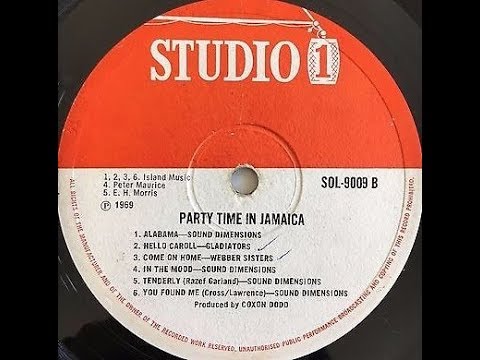 STUDIO 1
1, 2, 3, 6. Island Music
4. Peter Maurice
5. E. H. Morris
Ⓟ 1969
SOL-9009 B
PARTY TIME IN JAMAICA
1. ALABAMA—SOUND DIMENSIONS
2. HELLO CAROLL—GLADIATORS
3. COME ON HOME—WEBBER SISTERS
4. IN THE MOOD—SOUND DIMENSIONS
5. TENDERLY (Razef Garland)—SOUND DIMENSIONS
6. YOU FOUND ME (Cross/Lawrence)—SOUND DIMENSIONS
Produced by COXON DODD
ALL RIGHTS OF THE MANUFACTURER AND OF THE OWNER OF THE RECORDED WORK RESERVED. UNAUTHORISED PUBLIC PERFORMANCE BROADCASTING AND COPYING OF THIS RECORD PROHIBITED.